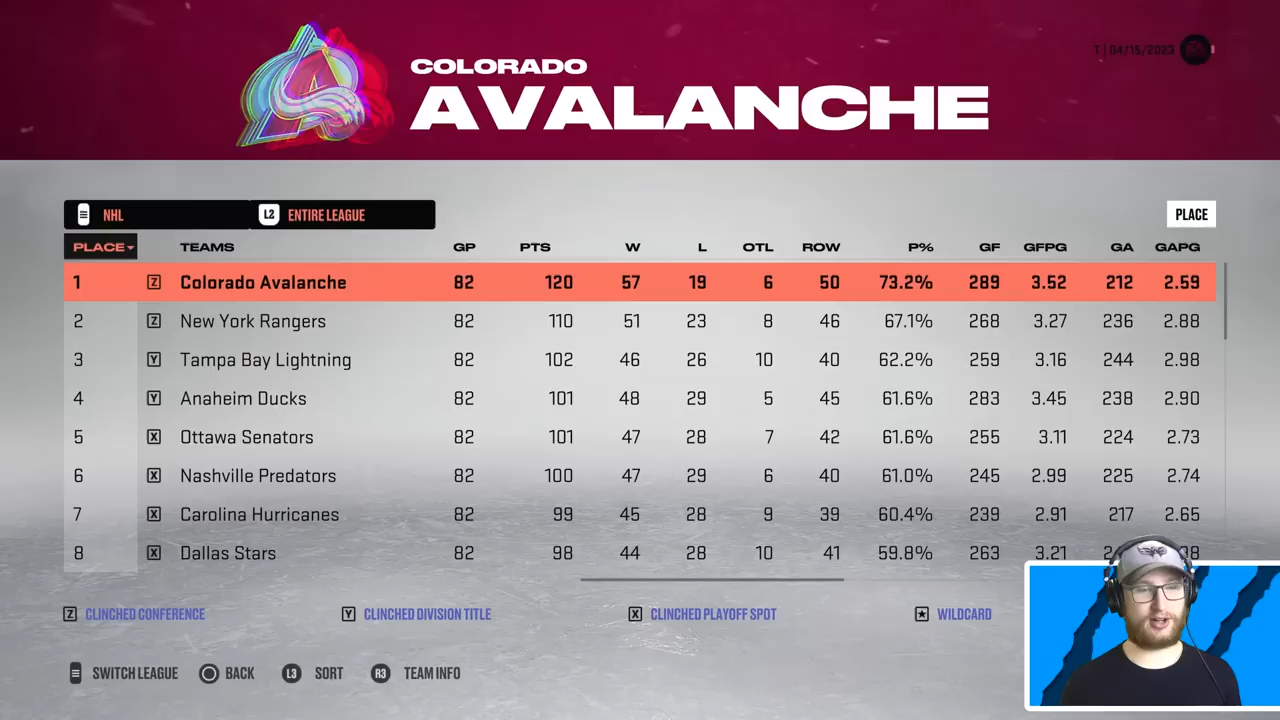 COLORADO
AVALANCHE
T | 04/15/2023
NHL L2 ENTIRE LEAGUE
PLACE
PLACE TEAMS GP PTS W L OTL ROW P% GF GFPG GA GAPG
1 Z Colorado Avalanche 82 120 57 19 6 50 73.2% 289 3.52 212 2.59
2 Z New York Rangers 82 110 51 23 8 46 67.1% 268 3.27 236 2.88
3 Y Tampa Bay Lightning 82 102 46 26 10 40 62.2% 259 3.16 244 2.98
4 Y Anaheim Ducks 82 101 48 29 5 45 61.6% 283 3.45 238 2.90
5 X Ottawa Senators 82 101 47 28 7 42 61.6% 255 3.11 224 2.73
6 X Nashville Predators 82 100 47 29 6 40 61.0% 245 2.99 225 2.74
7 X Carolina Hurricanes 82 99 45 28 9 39 60.4% 239 2.91 217 2.65
8 X Dallas Stars 82 98 44 28 10 41 59.8% 263 3.21
Z CLINCHED CONFERENCE Y CLINCHED DIVISION TITLE X CLINCHED PLAYOFF SPOT WILDCARD
SWITCH LEAGUE BACK L3 SORT R3 TEAM INFO